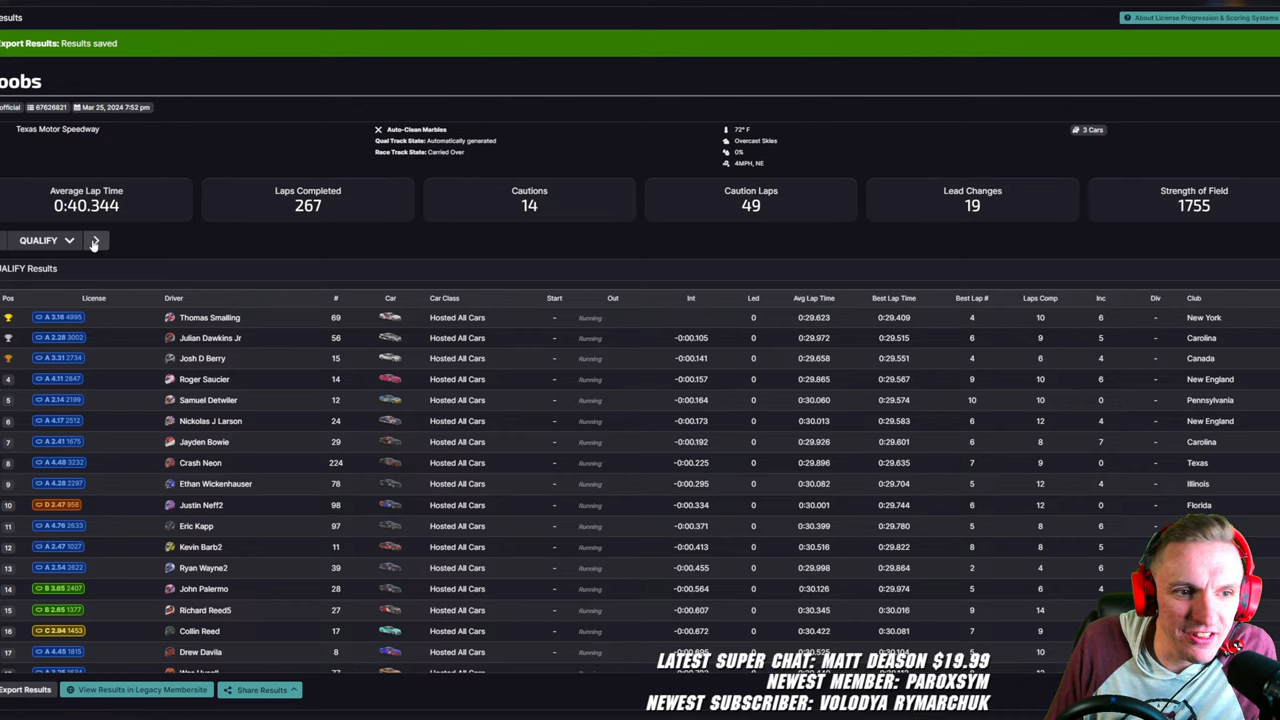 esults
About License Progression & Scoring Systems
Export Results: Results saved
oobs
official 67626821 Mar 25, 2024 7:52 pm
Texas Motor Speedway
Auto-Clean Marbles
Qual Track State: Automatically generated
Race Track State: Carried Over
72° F
Overcast Skies
0%
4MPH, NE
3 Cars
Average Lap Time
0:40.344
Laps Completed
267
Cautions
14
Caution Laps
49
Lead Changes
19
Strength of Field
1755
QUALIFY
ALIFY Results
Pos License Driver # Car Car Class Start Out Int Led Avg Lap Time Best Lap Time Best Lap # Laps Comp Inc Div Club
A 3.16 4995 Thomas Smalling 69 Hosted All Cars - Running 0 0:29.623 0:29.409 4 10 6 - New York
A 2.28 3002 Julian Dawkins Jr 56 Hosted All Cars - Running -0:00.105 0 0:29.972 0:29.515 6 9 5 - Carolina
A 3.31 2734 Josh D Berry 15 Hosted All Cars - Running -0:00.141 0 0:29.658 0:29.551 4 6 4 - Canada
4 A 4.11 2847 Roger Saucier 14 Hosted All Cars - Running -0:00.157 0 0:29.865 0:29.567 9 10 6 - New England
5 A 2.14 2199 Samuel Detwiler 12 Hosted All Cars - Running -0:00.164 0 0:30.060 0:29.574 10 10 0 - Pennsylvania
6 A 4.17 2512 Nickolas J Larson 24 Hosted All Cars - Running -0:00.173 0 0:30.013 0:29.583 6 12 4 - New England
7 A 2.41 1675 Jayden Bowie 29 Hosted All Cars - Running -0:00.192 0 0:29.926 0:29.601 6 8 7 - Carolina
8 A 4.48 3232 Crash Neon 224 Hosted All Cars - Running -0:00.225 0 0:29.896 0:29.635 7 9 0 - Texas
9 A 4.28 2297 Ethan Wickenhauser 78 Hosted All Cars - Running -0:00.295 0 0:30.082 0:29.704 5 12 4 - Illinois
10 D 2.47 956 Justin Neff2 98 Hosted All Cars - Running -0:00.334 0 0:30.001 0:29.744 6 12 0 - Florida
11 A 4.76 2633 Eric Kapp 97 Hosted All Cars - Running -0:00.371 0 0:30.399 0:29.780 5 8 6 -
12 A 2.47 1027 Kevin Barb2 11 Hosted All Cars - Running -0:00.413 0 0:30.516 0:29.822 8 8 5 -
13 A 2.54 2622 Ryan Wayne2 39 Hosted All Cars - Running -0:00.455 0 0:29.998 0:29.864 2 4 6 -
14 B 3.65 2407 John Palermo 28 Hosted All Cars - Running -0:00.564 0 0:30.126 0:29.974 5 6 0 -
15 B 2.65 1377 Richard Reed5 27 Hosted All Cars - Running -0:00.607 0 0:30.345 0:30.016 9 14 0 -
16 C 2.94 1453 Collin Reed 17 Hosted All Cars - Running -0:00.672 0 0:30.422 0:30.081 7 9 0 -
17 A 4.45 1815 Drew Davila 8 Hosted All Cars - Running
Export Results View Results in Legacy Membersite Share Results
LATEST SUPER CHAT: MATT DEASON $19.99
NEWEST MEMBER: PAROXSYM
NEWEST SUBSCRIBER: VOLODYA RYMARCHUK